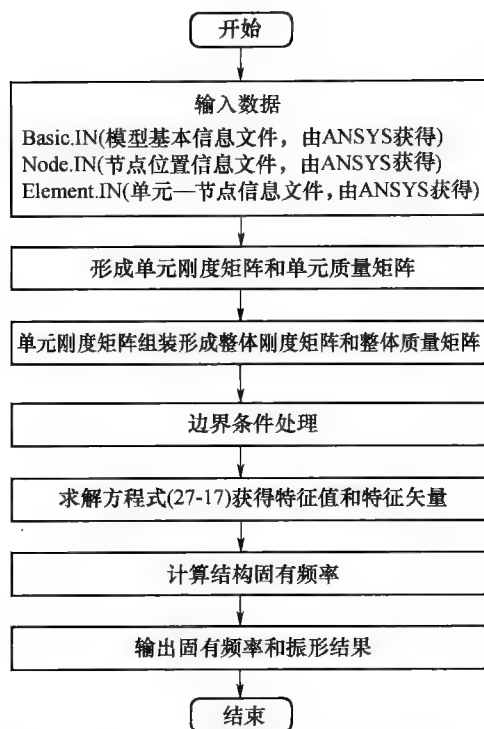 开始
输入数据
Basic.IN(模型基本信息文件，由ANSYS获得)
Node.IN(节点位置信息文件，由ANSYS获得)
Element.IN(单元—节点信息文件，由ANSYS获得)
形成单元刚度矩阵和单元质量矩阵
单元刚度矩阵组装形成整体刚度矩阵和整体质量矩阵
边界条件处理
求解方程式(27-17)获得特征值和特征矢量
计算结构固有频率
输出固有频率和振形结果
结束